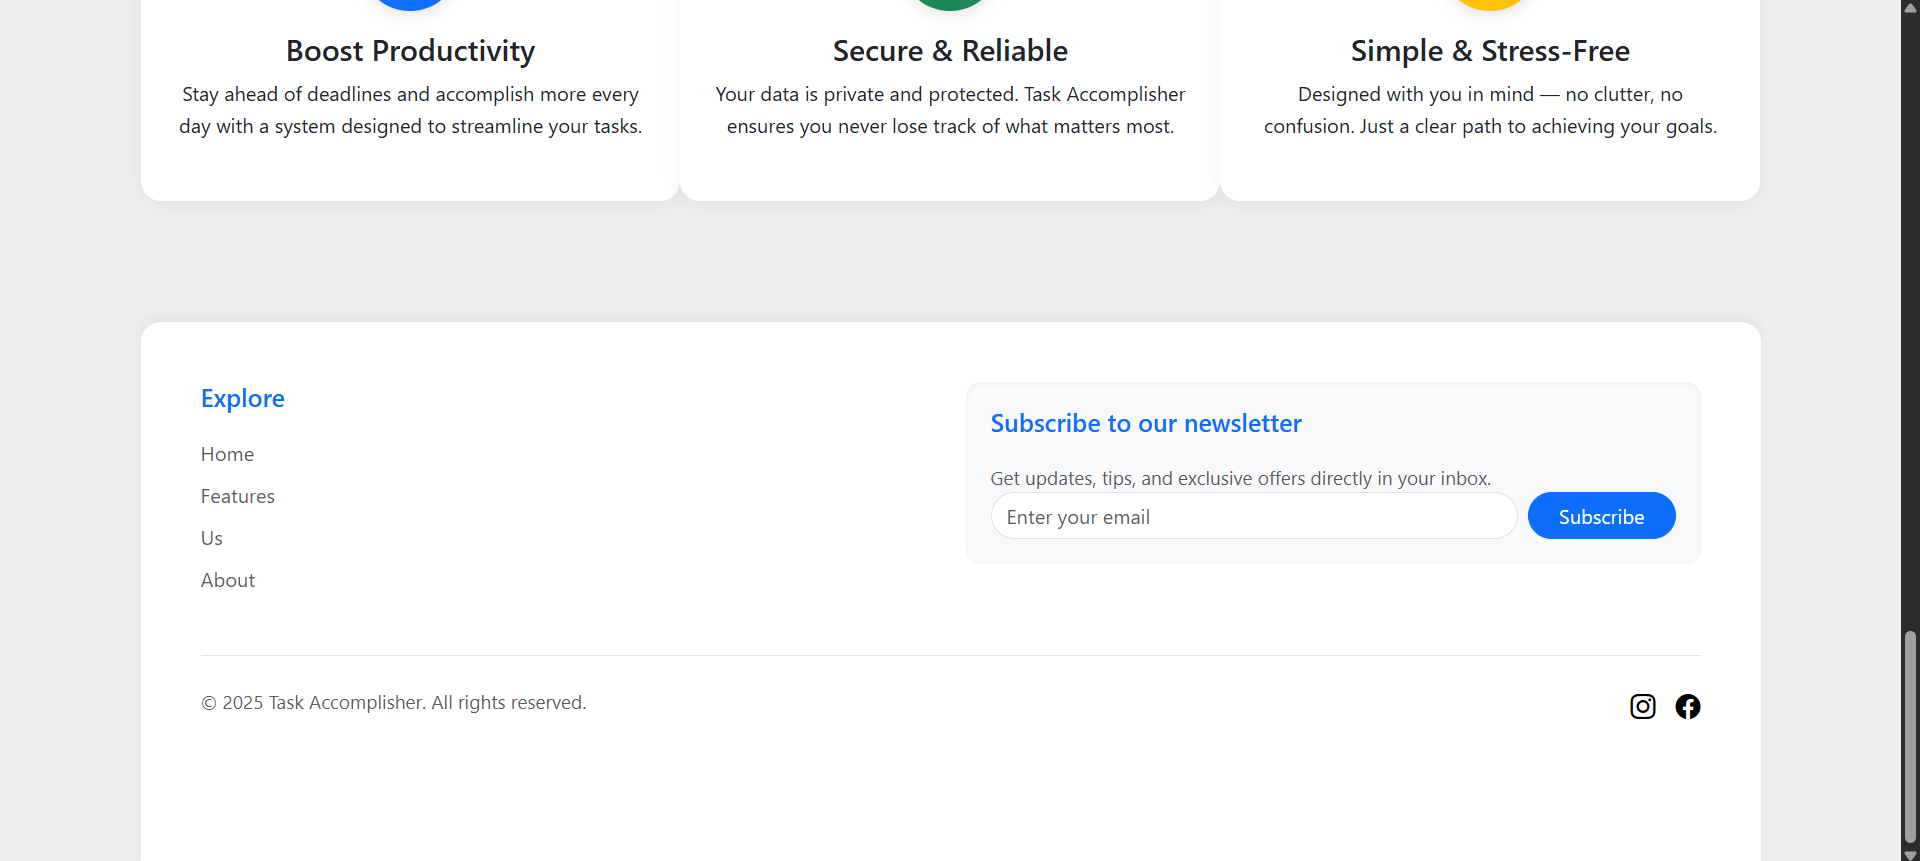 Boost Productivity
Stay ahead of deadlines and accomplish more every
day with a system designed to streamline your tasks.
Secure & Reliable
Your data is private and protected. Task Accomplisher
ensures you never lose track of what matters most.
Simple & Stress-Free
Designed with you in mind — no clutter, no
confusion. Just a clear path to achieving your goals.
Explore
Home
Features
Us
About
Subscribe to our newsletter
Get updates, tips, and exclusive offers directly in your inbox.
Enter your email
Subscribe
© 2025 Task Accomplisher. All rights reserved.